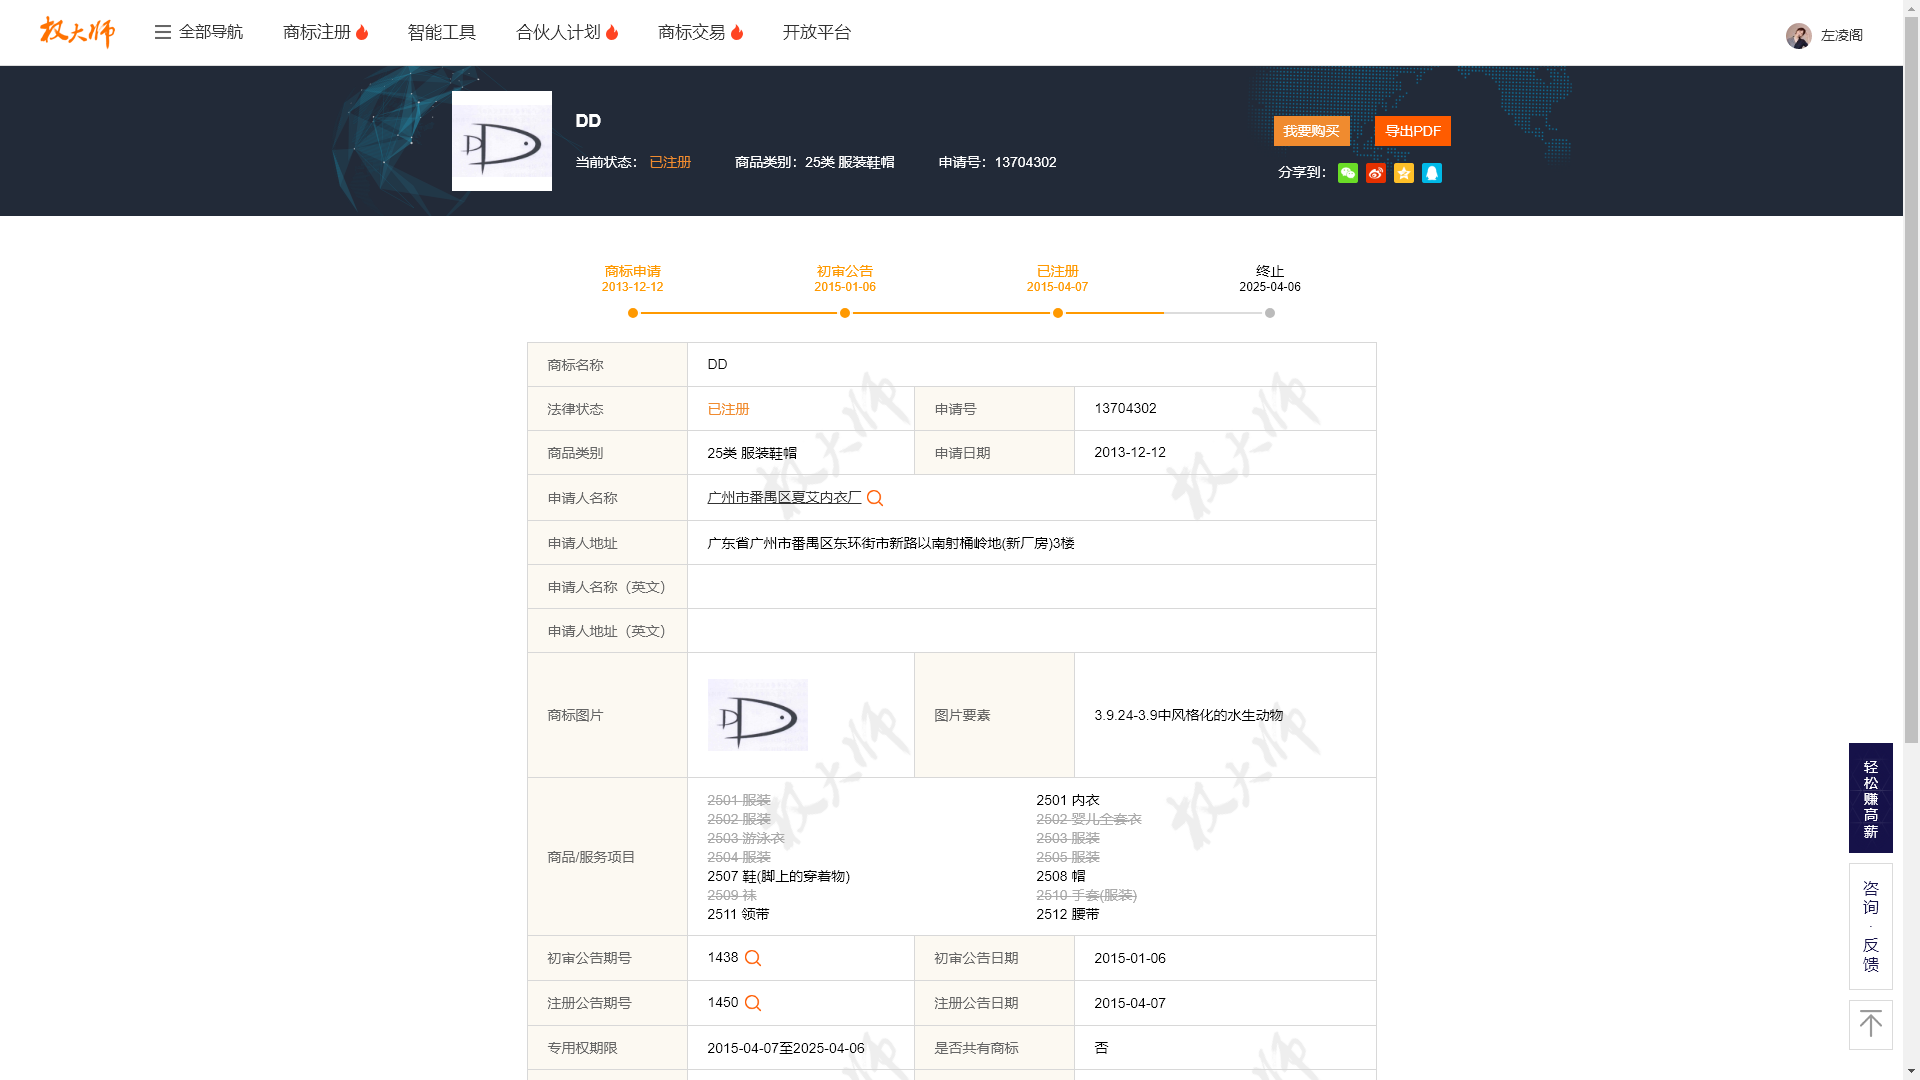 权大师
全部导航
商标注册
智能工具
合伙人计划
商标交易
开放平台
左凌阁
DD
当前状态： 已注册
商品类别：25类 服装鞋帽
申请号：13704302
我要购买
导出PDF
分享到：
商标申请
2013-12-12
初审公告
2015-01-06
已注册
2015-04-07
终止
2025-04-06
商标名称 DD
法律状态 已注册 申请号 13704302
商品类别 25类 服装鞋帽 申请日期 2013-12-12
申请人名称 广州市番禺区夏艾内衣厂
申请人地址 广东省广州市番禺区东环街市新路以南射桶岭地(新厂房)3楼
申请人名称（英文）
申请人地址（英文）
商标图片 图片要素 3.9.24-3.9中风格化的水生动物
商品/服务项目
2501 服装 2501 内衣
2502 服装 2502 婴儿全套衣
2503 游泳衣 2503 服装
2504 服装 2505 服装
2507 鞋(脚上的穿着物) 2508 帽
2509 袜 2510 手套(服装)
2511 领带 2512 腰带
初审公告期号 1438 初审公告日期 2015-01-06
注册公告期号 1450 注册公告日期 2015-04-07
专用权期限 2015-04-07至2025-04-06 是否共有商标 否
轻松赚高薪
咨询·反馈